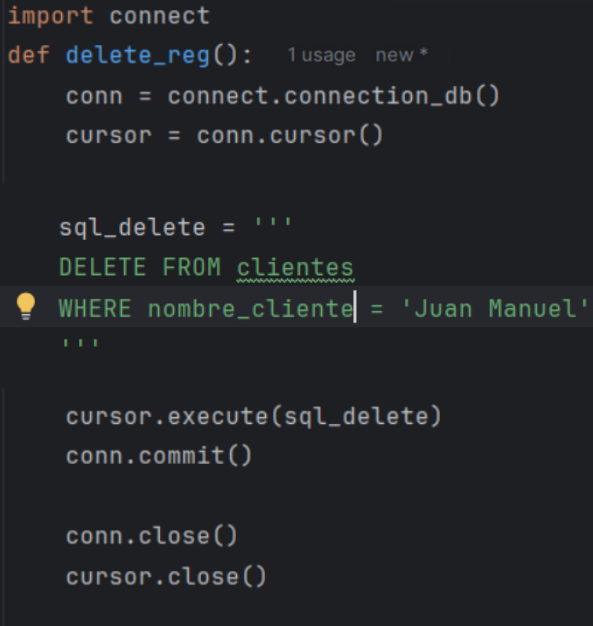 import connect
def delete_reg():   1 usage   new *
    conn = connect.connection_db()
    cursor = conn.cursor()

    sql_delete = '''
    DELETE FROM clientes
    WHERE nombre_cliente = 'Juan Manuel'
    '''

    cursor.execute(sql_delete)
    conn.commit()

    conn.close()
    cursor.close()